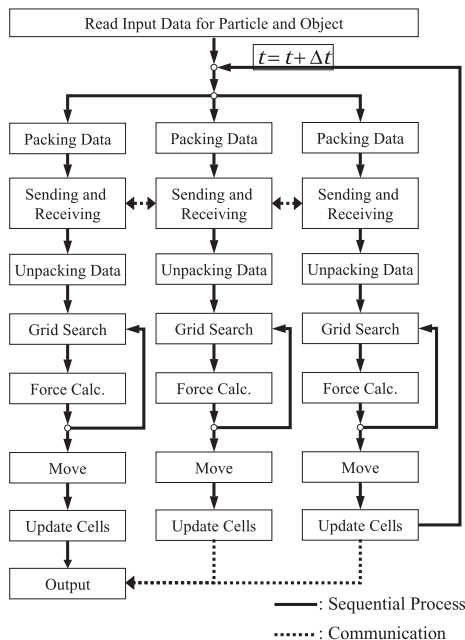 Read Input Data for Particle and Object
t = t + Δt
Packing Data
Packing Data
Packing Data
Sending and
Receiving
Sending and
Receiving
Sending and
Receiving
Unpacking Data
Unpacking Data
Unpacking Data
Grid Search
Grid Search
Grid Search
Force Calc.
Force Calc.
Force Calc.
Move
Move
Move
Update Cells
Update Cells
Update Cells
Output
: Sequential Process
: Communication